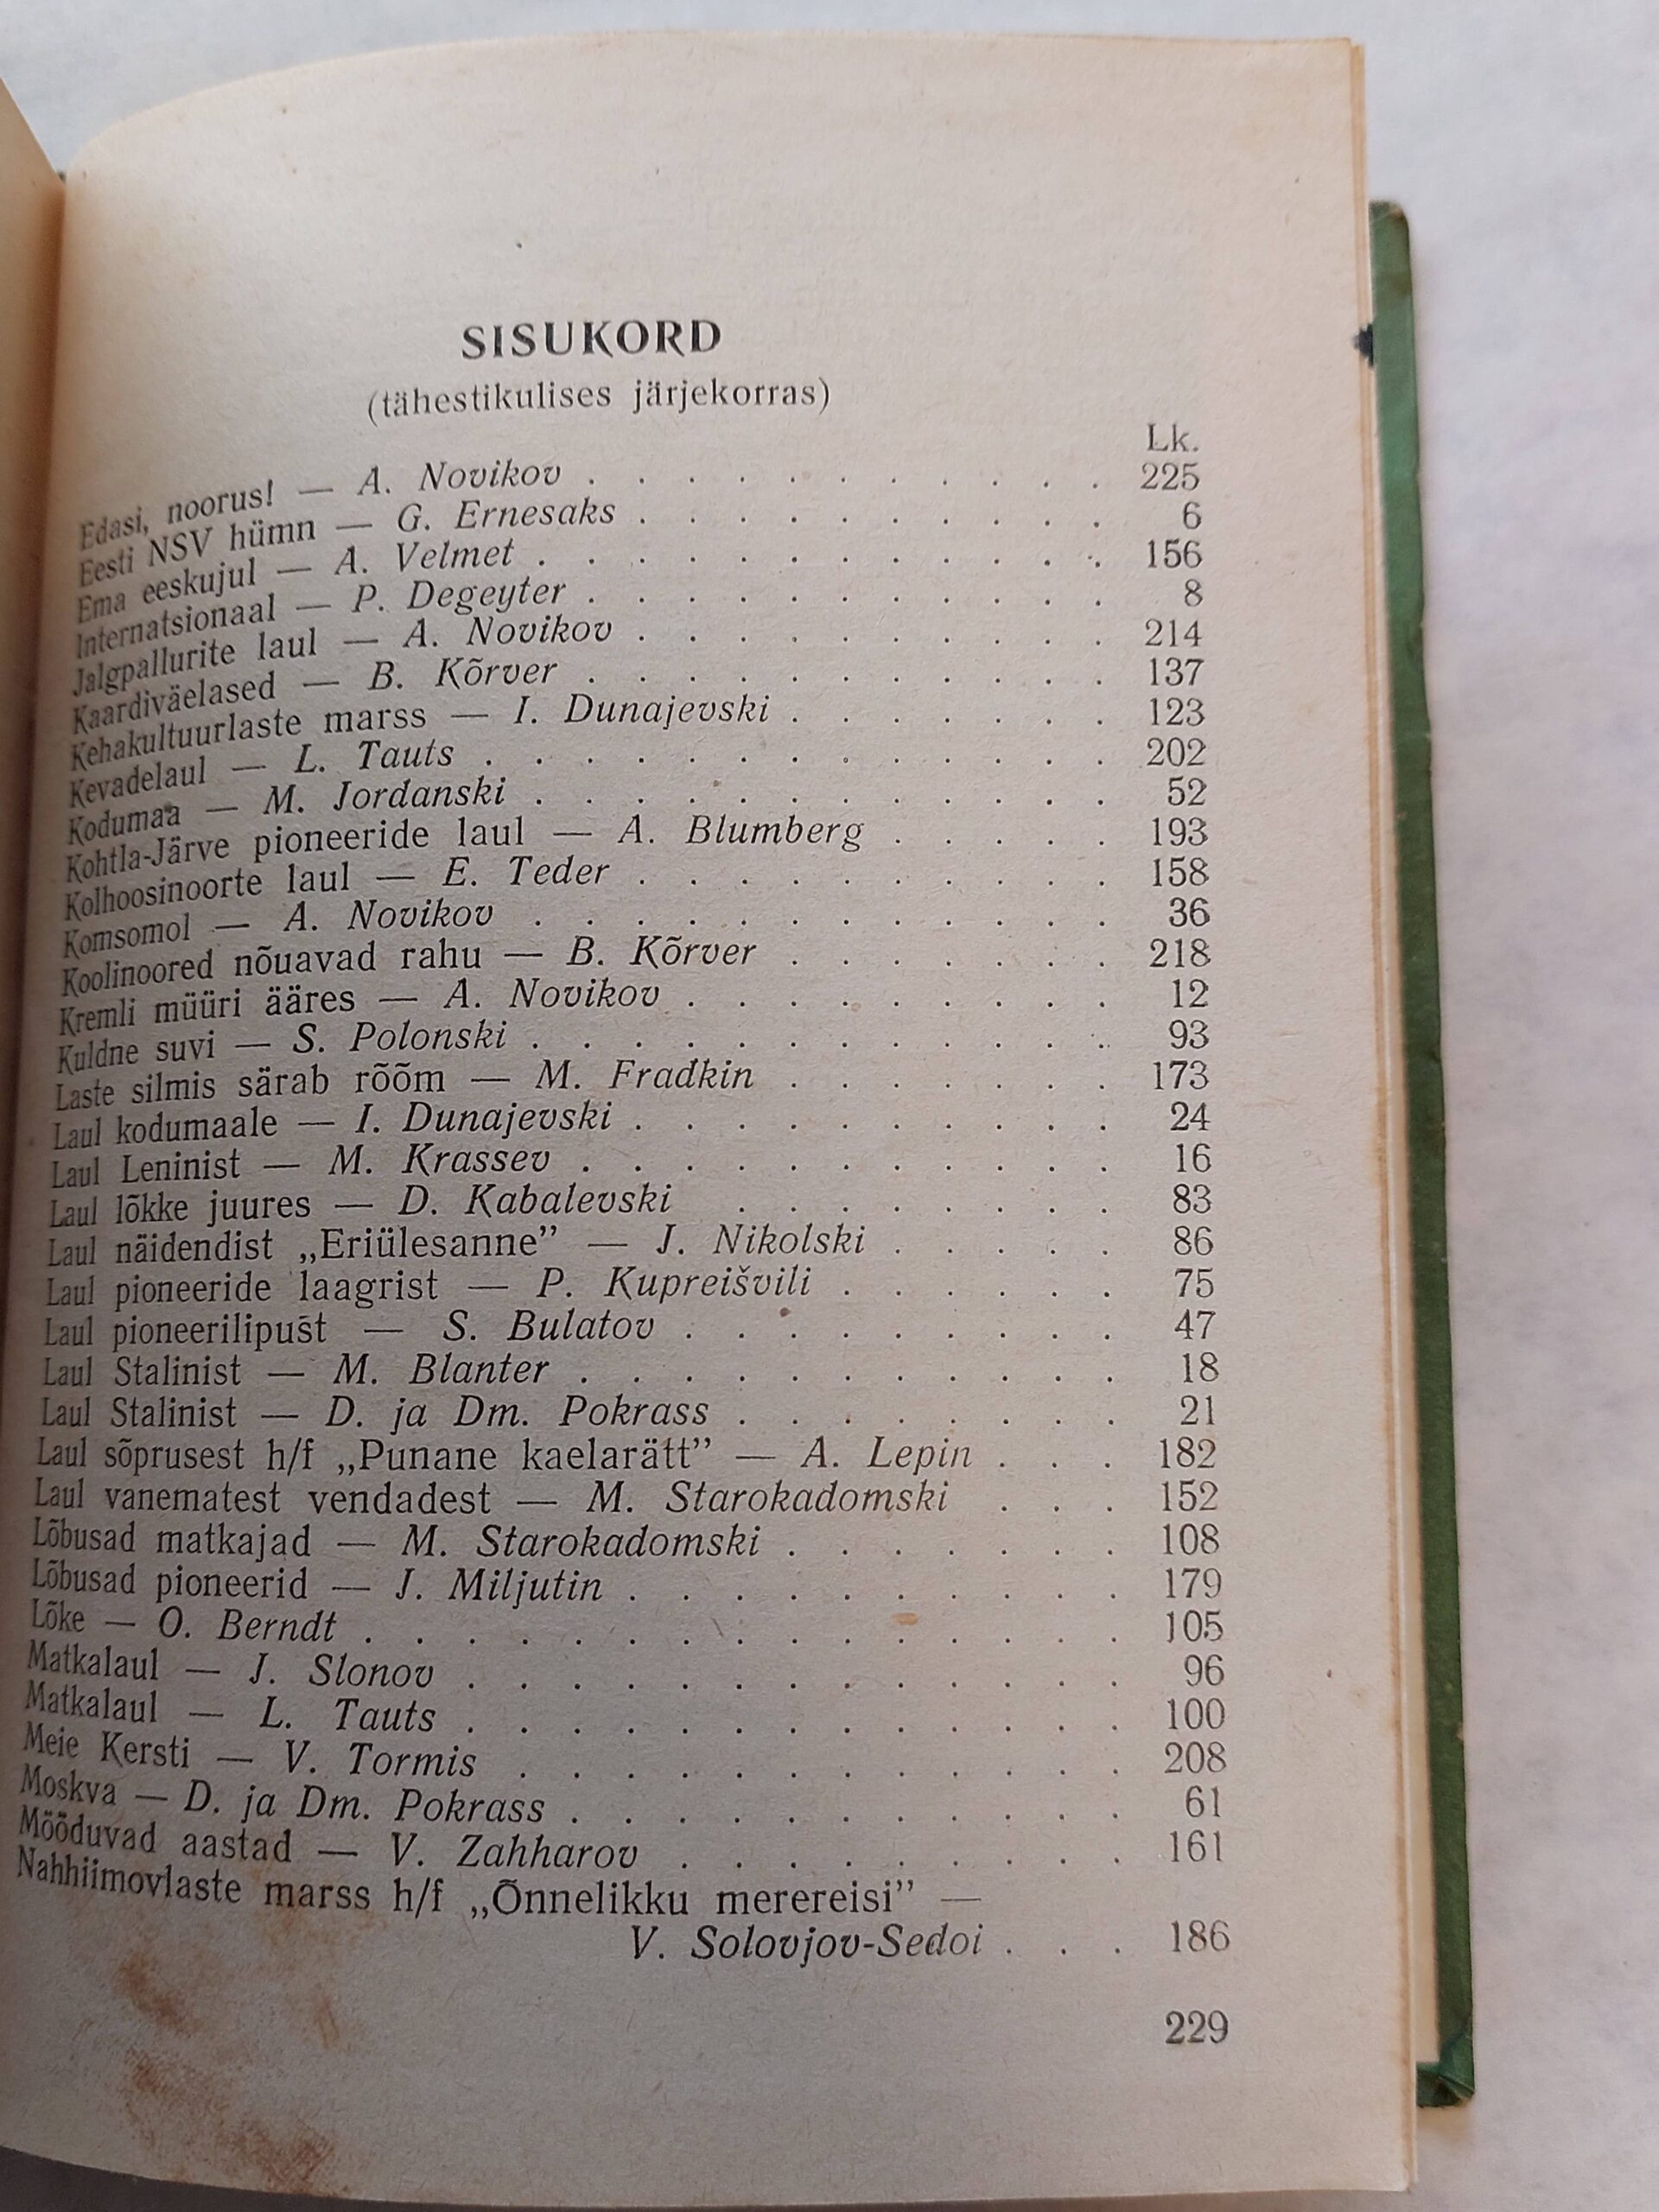 SISUKORD
(tähestikulises järjekorras)
Lk.
Edasi, noorus! — A. Novikov . . . . . . . . . . . 225
Eesti NSV hümn — G. Ernesaks . . . . . . . . . . 6
Ema eeskujul — A. Velmet . . . . . . . . . . . . 156
Internatsionaal — P. Degeyter . . . . . . . . . . . 8
Jalgpallurite laul — A. Novikov . . . . . . . . . . 214
Kaardiväelased — B. Kõrver . . . . . . . . . . . 137
Kehakultuurlaste marss — I. Dunajevski . . . . . . . 123
Kevadelaul — L. Tauts . . . . . . . . . . . . . 202
Kodumaa — M. Jordanski . . . . . . . . . . . . 52
Kohtla-Järve pioneeride laul — A. Blumberg . . . . . 193
Kolhoosinoorte laul — E. Teder . . . . . . . . . . 158
Komsomol — A. Novikov . . . . . . . . . . . . 36
Koolinoored nõuavad rahu — B. Kõrver . . . . . . . 218
Kremli müüri ääres — A. Novikov . . . . . . . . . 12
Kuldne suvi — S. Polonski . . . . . . . . . . . . 93
Laste silmis särab rõõm — M. Fradkin . . . . . . . 173
Laul kodumaale — I. Dunajevski . . . . . . . . . . 24
Laul Leninist — M. Krassev . . . . . . . . . . . 16
Laul lõkke juures — D. Kabalevski . . . . . . . . 83
Laul näidendist „Eriülesanne” — J. Nikolski . . . . . 86
Laul pioneeride laagrist — P. Kupreišvili . . . . . . 75
Laul pioneerilipust — S. Bulatov . . . . . . . . . 47
Laul Stalinist — M. Blanter . . . . . . . . . . . 18
Laul Stalinist — D. ja Dm. Pokrass . . . . . . . . 21
Laul sõprusest h/f „Punane kaelarätt” — A. Lepin . . . 182
Laul vanematest vendadest — M. Starokadomski . . . 152
Lõbusad matkajad — M. Starokadomski . . . . . . . 108
Lõbusad pioneerid — J. Miljutin . . . . . . . . . . 179
Lõke — O. Berndt . . . . . . . . . . . . . . . 105
Matkalaul — J. Slonov . . . . . . . . . . . . . 96
Matkalaul — L. Tauts . . . . . . . . . . . . . 100
Meie Kersti — V. Tormis . . . . . . . . . . . . 208
Moskva — D. ja Dm. Pokrass . . . . . . . . . . . 61
Mööduvad aastad — V. Zahharov . . . . . . . . . 161
Nahhiimovlaste marss h/f „Õnnelikku merereisi” —
V. Solovjov-Sedoi . . . 186
229